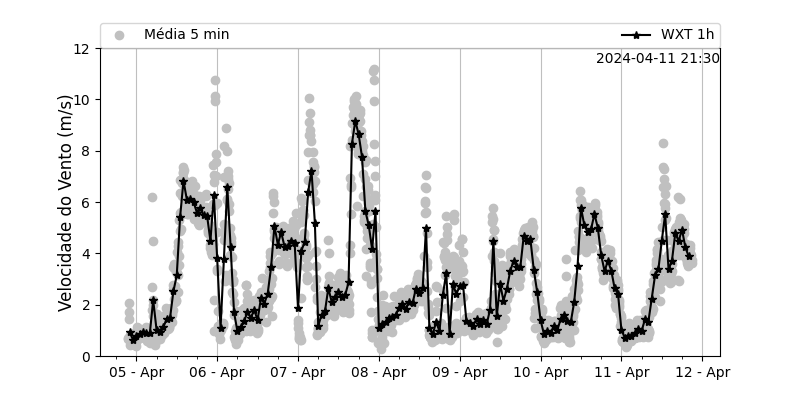 Média 5 min WXT 1h
2024-04-11 21:30
Velocidade do Vento (m/s)
12
10
8
6
4
2
0
05 - Apr 06 - Apr 07 - Apr 08 - Apr 09 - Apr 10 - Apr 11 - Apr 12 - Apr